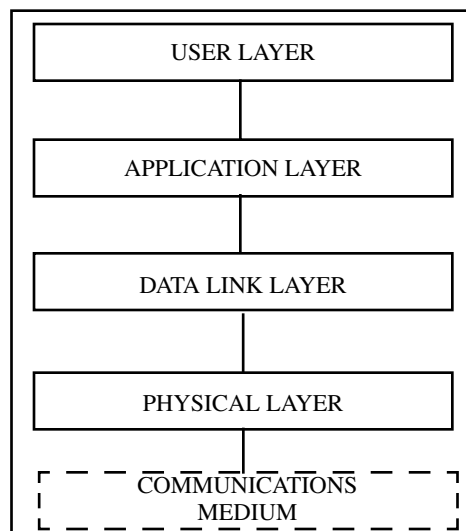 USER LAYER
APPLICATION LAYER
DATA LINK LAYER
PHYSICAL LAYER
COMMUNICATIONS
MEDIUM